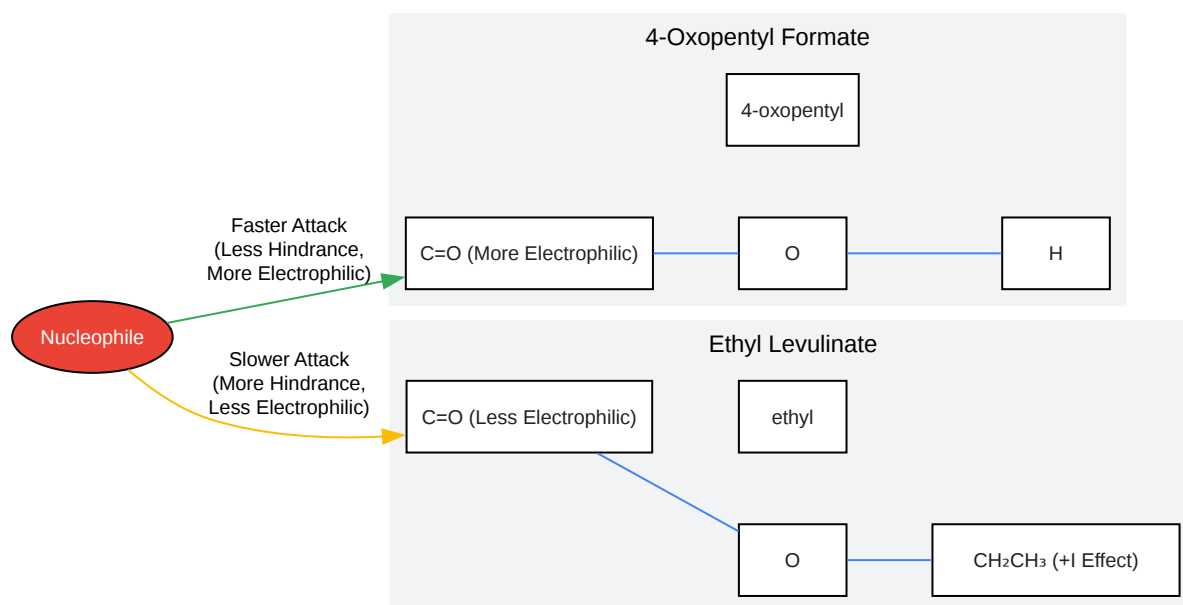 4-Oxopentyl Formate
4-oxopentyl
Faster Attack
(Less Hindrance,
More Electrophilic)
C=O (More Electrophilic)
O
H
Nucleophile
Ethyl Levulinate
Slower Attack
(More Hindrance,
Less Electrophilic)
C=O (Less Electrophilic)
ethyl
O
CH₂CH₃ (+I Effect)